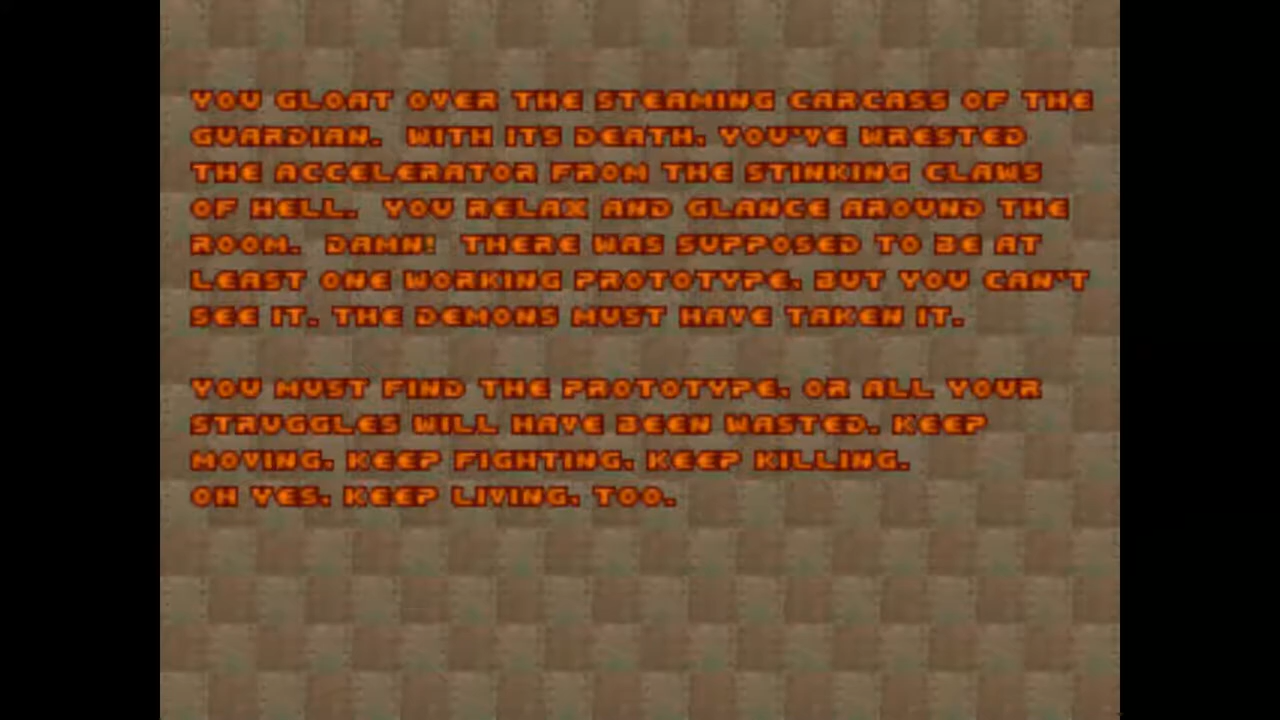 YOU GLOAT OVER THE STEAMING CARCASS OF THE
GUARDIAN.  WITH ITS DEATH, YOU'VE WRESTED
THE ACCELERATOR FROM THE STINKING CLAWS
OF HELL.  YOU RELAX AND GLANCE AROUND THE
ROOM.  DAMN!  THERE WAS SUPPOSED TO BE AT
LEAST ONE WORKING PROTOTYPE, BUT YOU CAN'T
SEE IT. THE DEMONS MUST HAVE TAKEN IT.

YOU MUST FIND THE PROTOTYPE, OR ALL YOUR
STRUGGLES WILL HAVE BEEN WASTED. KEEP
MOVING, KEEP FIGHTING, KEEP KILLING.
OH YES, KEEP LIVING, TOO.